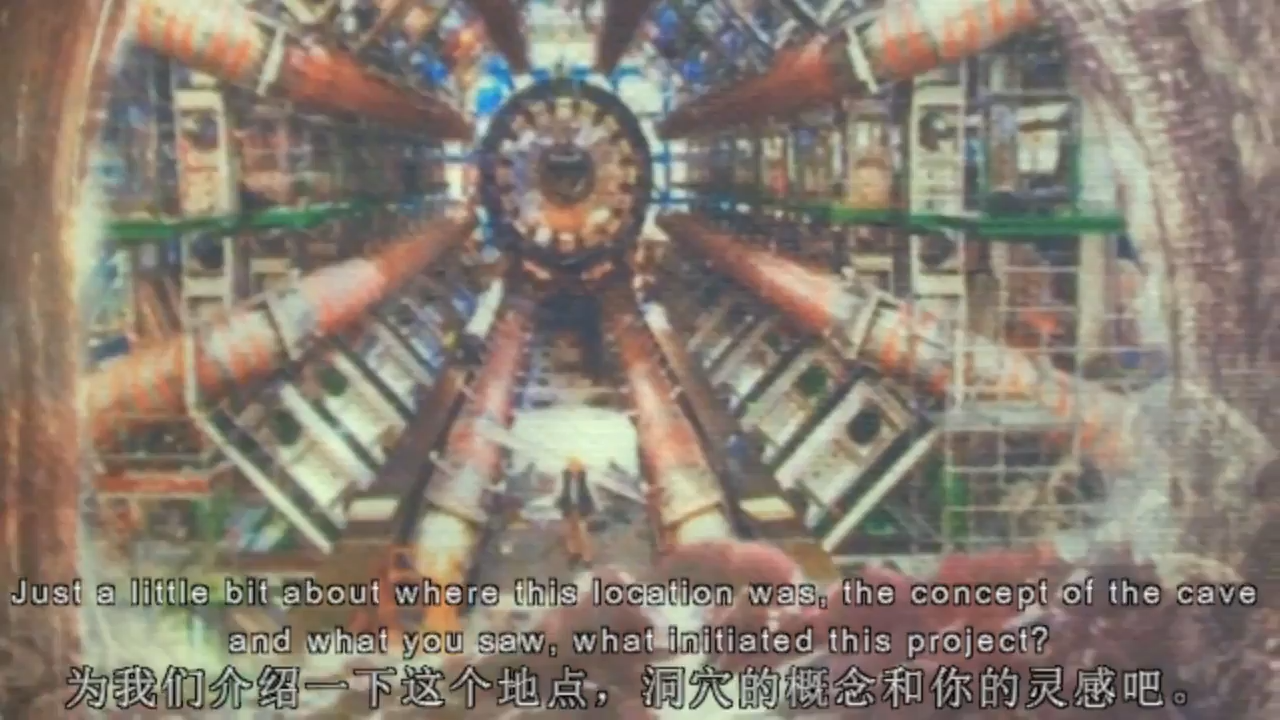 Just a little bit about where this location was, the concept of the cave
and what you saw, what initiated this project?
为我们介绍一下这个地点，洞穴的概念和你的灵感吧。